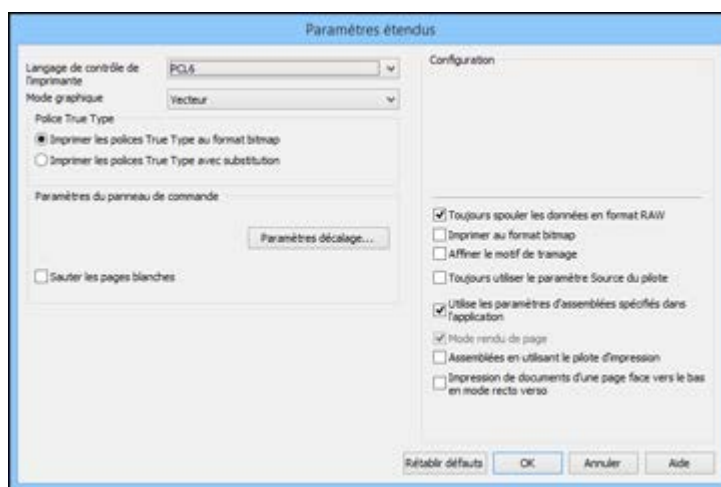 Paramètres étendus
Langage de contrôle de
l'imprimante
PCL6
Mode graphique
Vecteur
Police True Type
Imprimer les polices True Type au format bitmap
Imprimer les polices True Type avec substitution
Paramètres du panneau de commande
Paramètres décalage...
Sauter les pages blanches
Configuration
Toujours spouler les données en format RAW
Imprimer au format bitmap
Affiner le motif de tramage
Toujours utiliser le paramètre Source du pilote
Utilise les paramètres d'assemblées spécifiés dans
l'application
Mode rendu de page
Assemblées en utilisant le pilote d'impression
Impression de documents d'une page face vers le bas
en mode recto verso
Rétablir défauts
OK
Annuler
Aide